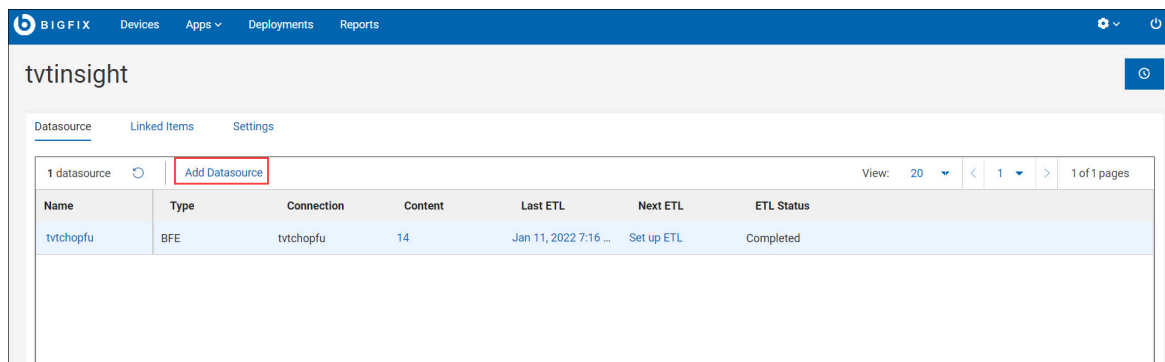 BIGFIX Devices Apps Deployments Reports
tvtinsight
Datasource Linked Items Settings
1 datasource Add Datasource View: 20 1 1 of 1 pages
Name Type Connection Content Last ETL Next ETL ETL Status
tvtchopfu BFE tvtchopfu 14 Jan 11, 2022 7:16 ... Set up ETL Completed